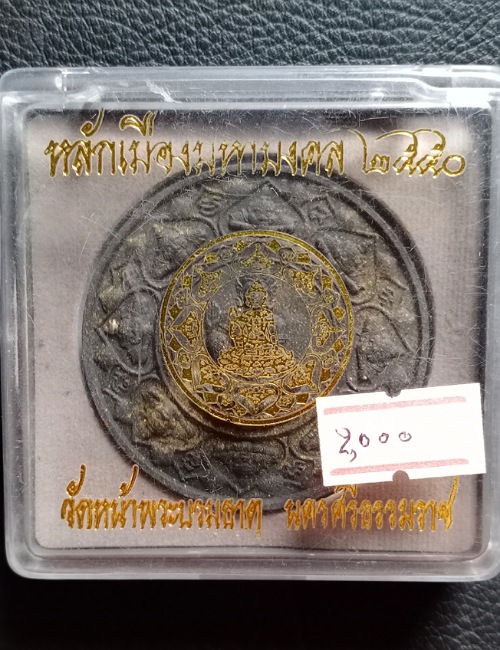 หลักเมืองมหามงคล ๒๕๕๐
๒,๐๐๐
วัดหน้าพระบรมธาตุ นครศรีธรรมราช